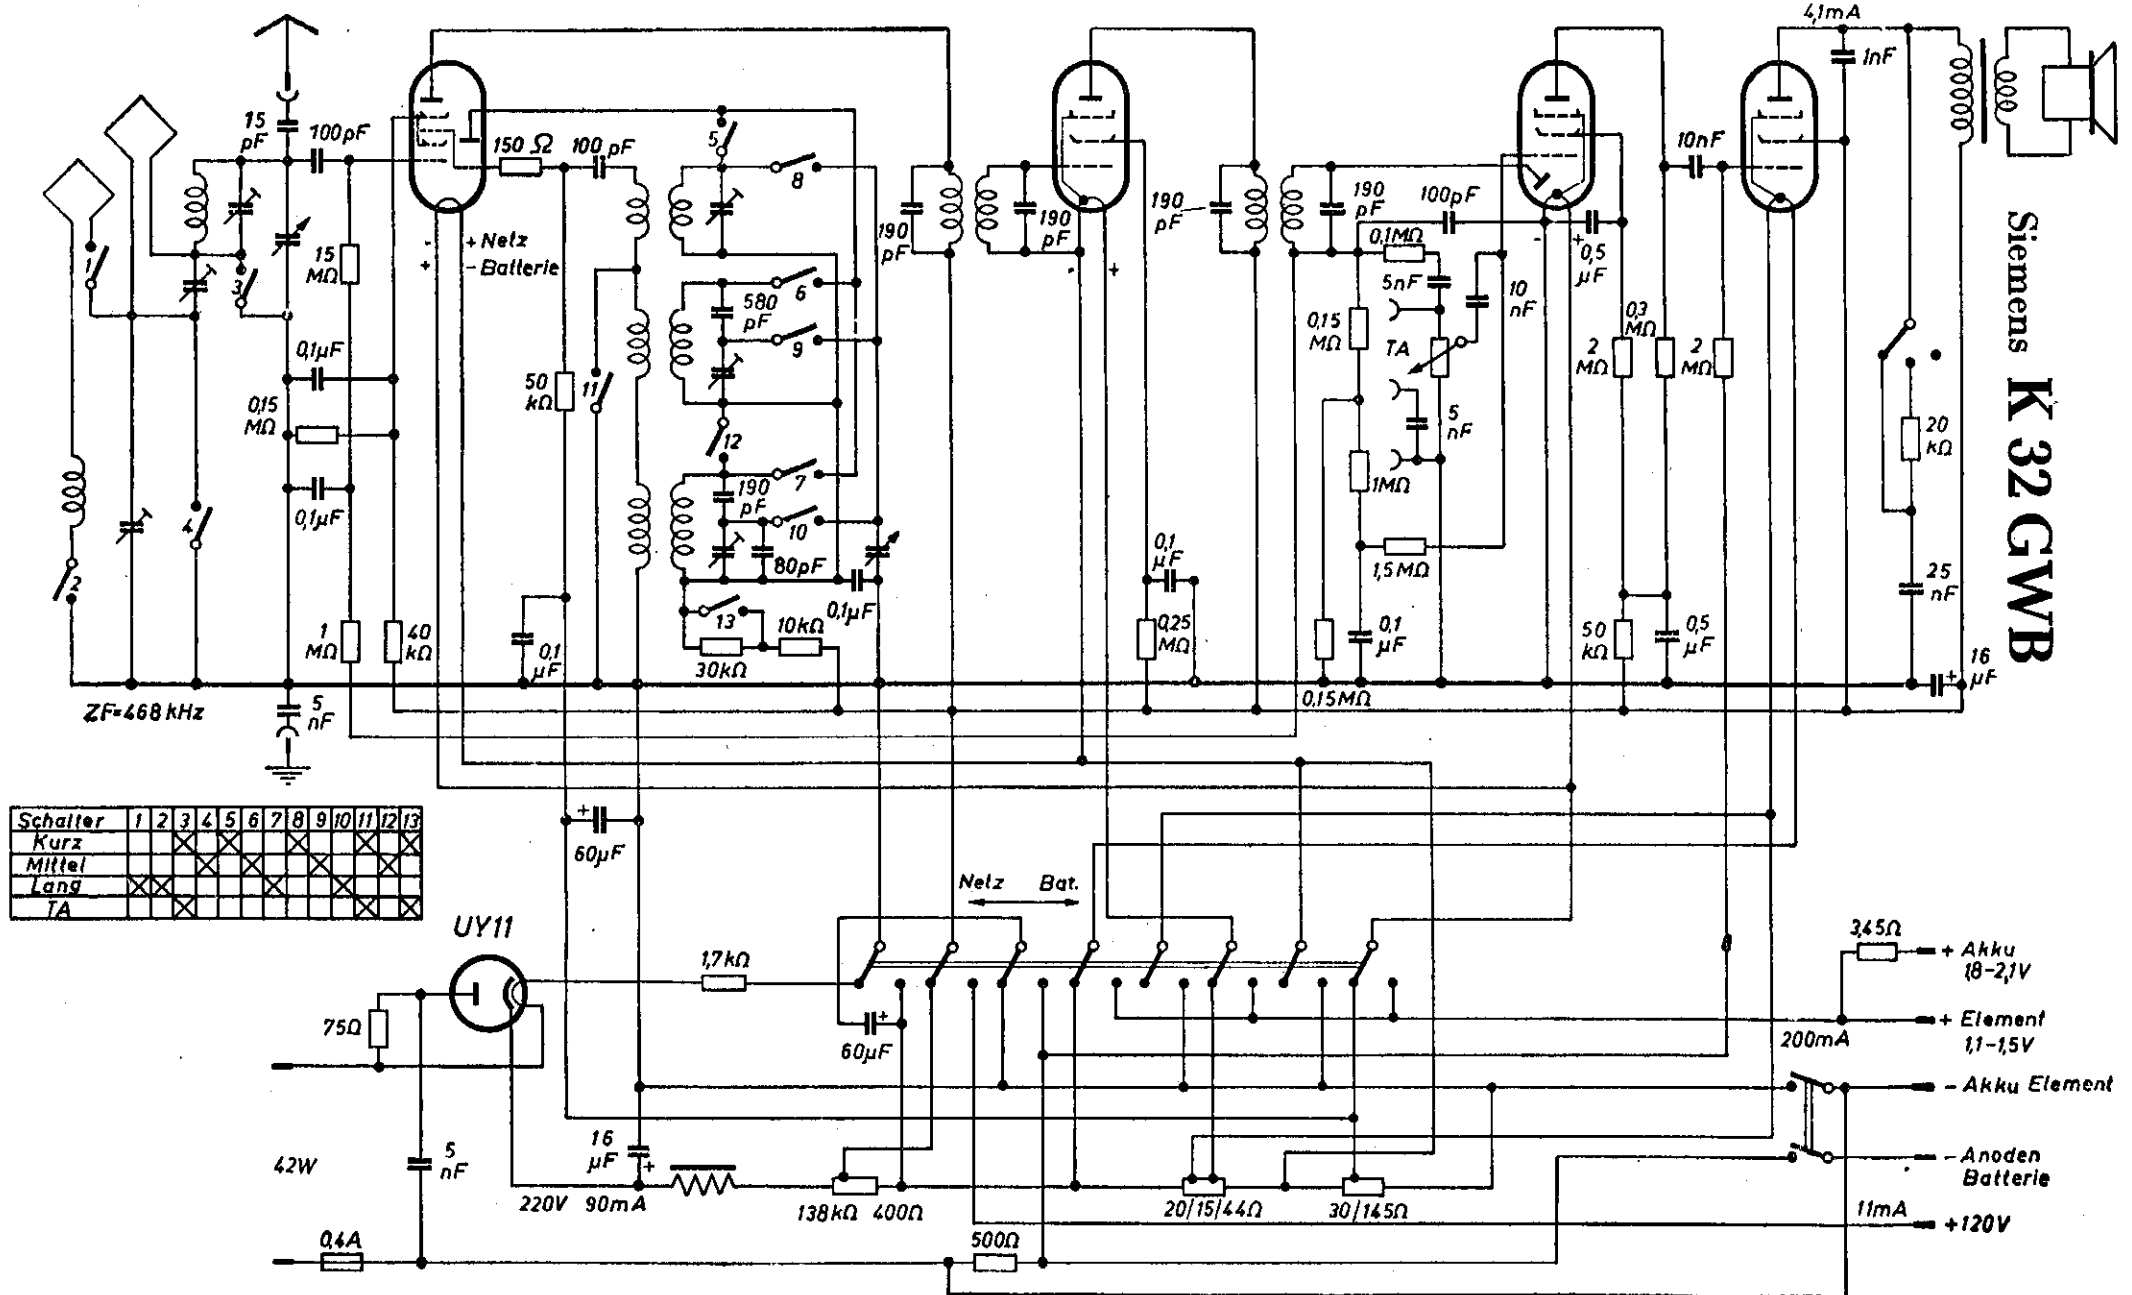 4,1mA
1nF
15 pF
100pF
150 Ω
100 pF
5
8
10nF
190 pF
190 pF
190 pF
190 pF
100pF
0,1MΩ
+ Netz
- Batterie
-
+
-
+
-
+
0,5 µF
1
3
15 MΩ
6
580 pF
9
5nF
10 nF
0,15 MΩ
TA
0,3 MΩ
2 MΩ
2 MΩ
0,1µF
50 kΩ
11
0,15 MΩ
12
5 nF
20 kΩ
7
190 pF
1MΩ
0,1µF
4
10
80pF
0,1 µF
1,5MΩ
2
0,1µF
25 nF
13
10kΩ
1 MΩ
40 kΩ
0,1 µF
30kΩ
0,25 MΩ
0,1 µF
50 kΩ
0,5 µF
16 µF
+
0,15MΩ
ZF=468 kHz
5 nF
Siemens K 32 GWB
Schalter 1 2 3 4 5 6 7 8 9 10 11 12 13
Kurz
Mittel
Lang
TA
+
60µF
Netz Bat.
UY11
1,7kΩ
3,45Ω
+ Akku
1,8-2,1V
75Ω
60µF
+
200mA
+ Element
1,1-1,5V
- Akku Element
42W
5 nF
16 µF
+
- Anoden
Batterie
220V 90mA
138kΩ 400Ω
20/15/44Ω
30/145Ω
11mA
+120V
0,4A
500Ω